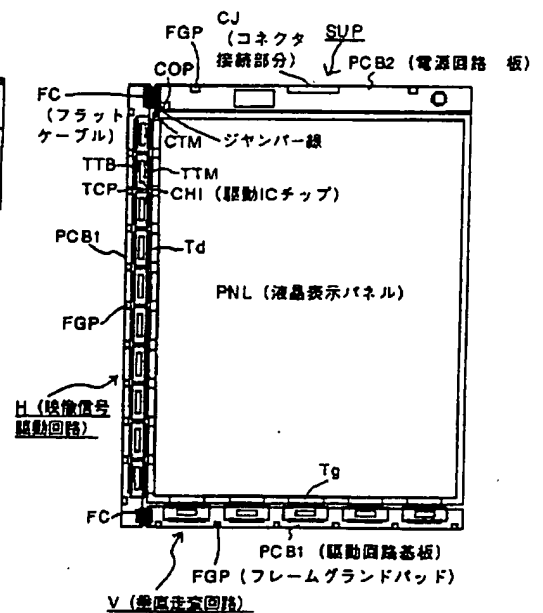 CJ
(コネクタ
接続部分)
FGP
SUP
PCB2 (電源回路 板)
COP
FC
(フラット
ケーブル)
CTM
ジャンパー線
TTB
TTM
TCP
CHI (駆動ICチップ)
PCB1
Td
PNL (液晶表示パネル)
FGP
H (映像信号
駆動回路)
Tg
FC
PCB1 (駆動回路基板)
FGP (フレームグランドパッド)
V (垂直走査回路)